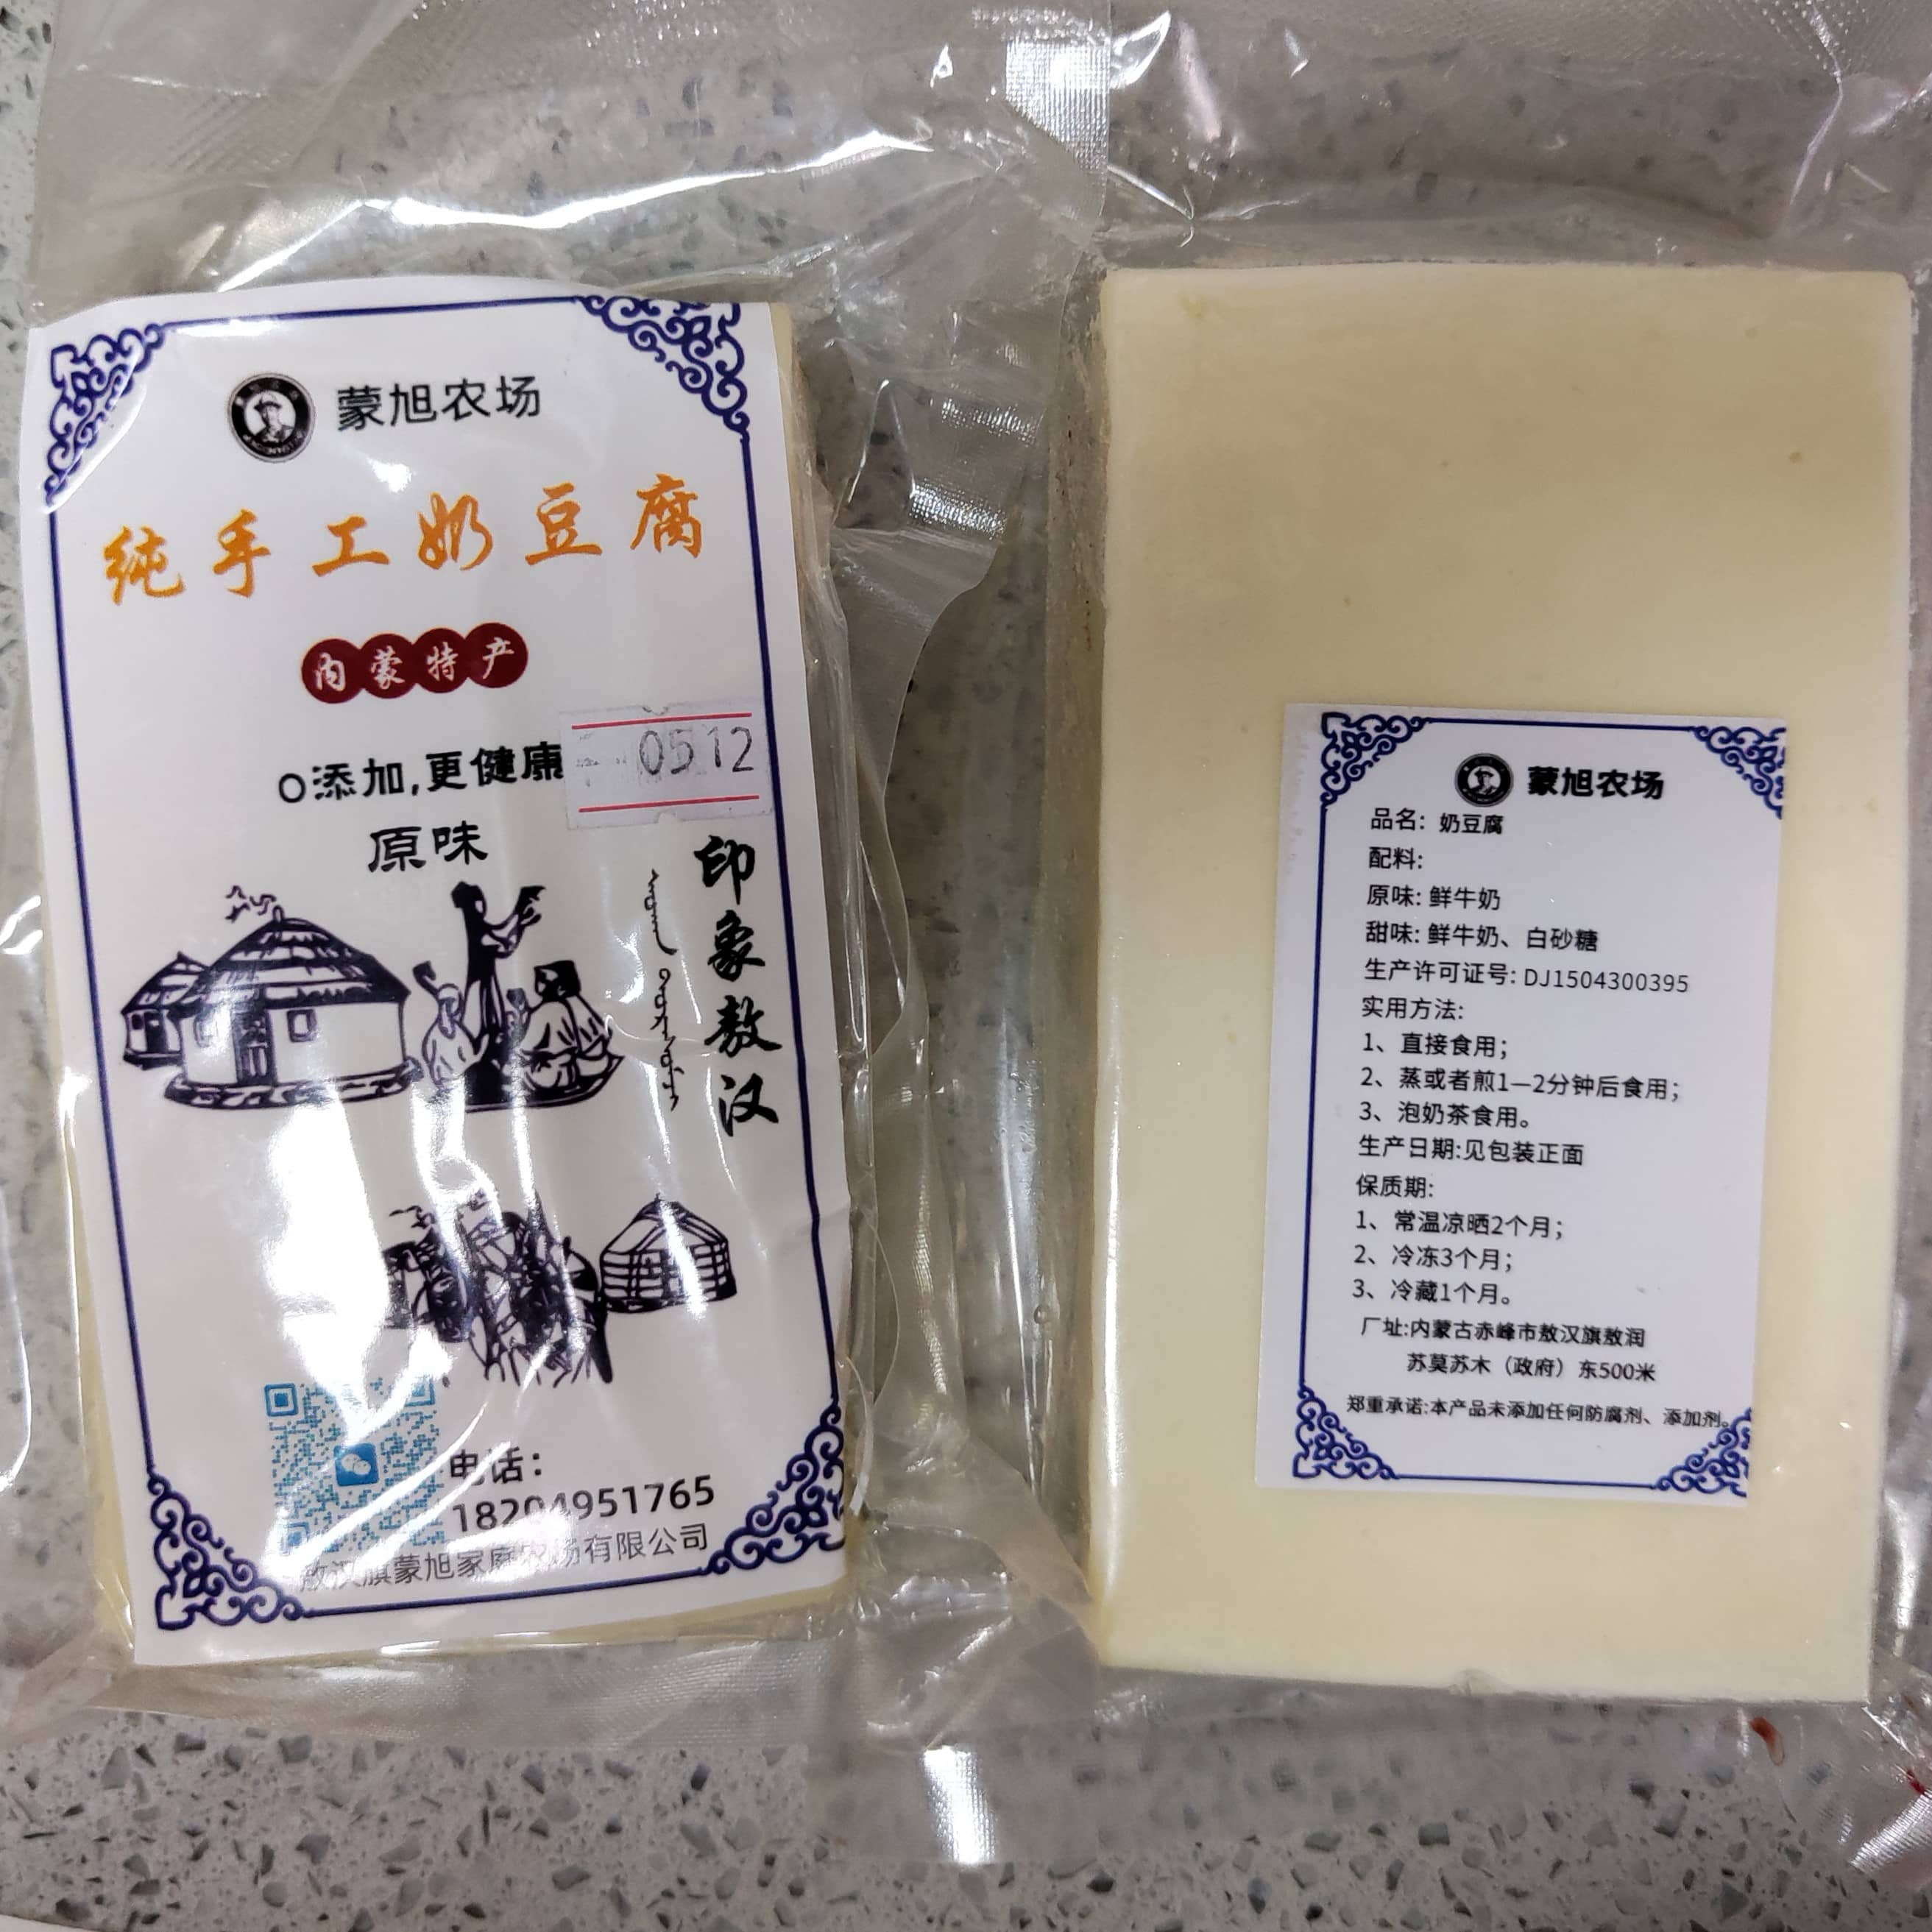 蒙旭农场
纯手工奶豆腐
内蒙特产
0添加,更健康
0512
原味
印象敖汉
电话：
18204951765
敖汉旗蒙旭家庭农场有限公司
蒙旭农场
品名：奶豆腐
配料：
原味：鲜牛奶
甜味：鲜牛奶、白砂糖
生产许可证号：DJ1504300395
实用方法：
1、直接食用；
2、蒸或者煎1—2分钟后食用；
3、泡奶茶食用。
生产日期:见包装正面
保质期:
1、常温凉晒2个月；
2、冷冻3个月；
3、冷藏1个月。
厂址:内蒙古赤峰市敖汉旗敖润
苏莫苏木（政府）东500米
郑重承诺:本产品未添加任何防腐剂、添加剂。